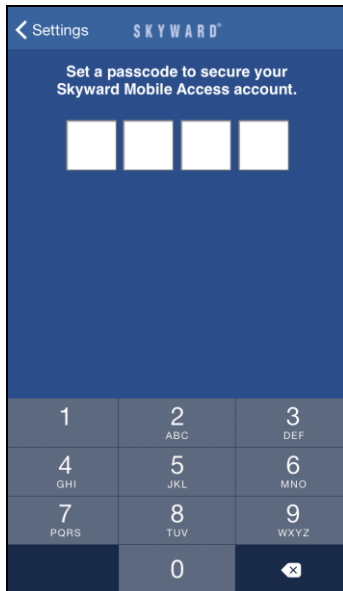 Settings
SKYWARD®
Set a passcode to secure your
Skyward Mobile Access account.
1
2
ABC
3
DEF
4
GHI
5
JKL
6
MNO
7
PQRS
8
TUV
9
WXYZ
0